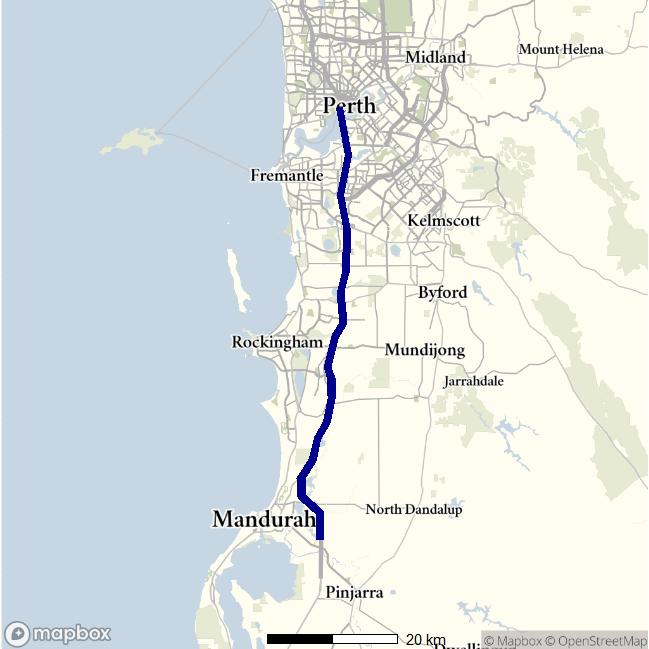 Mount Helena
Midland
Perth
Fremantle
Kelmscott
Byford
Rockingham
Mundijong
Jarrahdale
North Dandalup
Mandurah
Pinjarra
20 km
mapbox
© Mapbox © OpenStreetMap